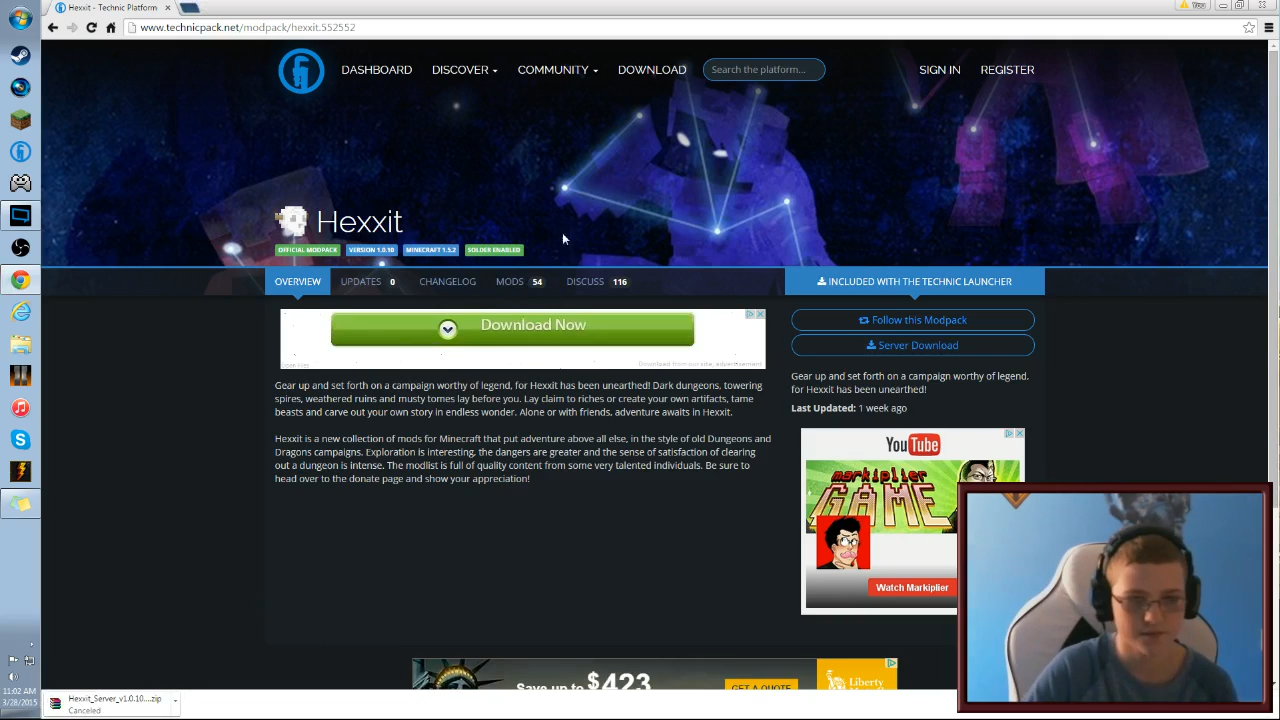 Hexxit - Technic Platform
www.technicpack.net/modpack/hexxit.552552
DASHBOARD DISCOVER COMMUNITY DOWNLOAD Search the platform... SIGN IN REGISTER
Hexxit
OFFICIAL MODPACK VERSION 1.0.10 MINECRAFT 1.5.2 SOLDER ENABLED
OVERVIEW UPDATES 0 CHANGELOG MODS 54 DISCUSS 116 INCLUDED WITH THE TECHNIC LAUNCHER
Download Now
Download from our site, advertisement
Follow this Modpack
Server Download
Gear up and set forth on a campaign worthy of legend, for Hexxit has been unearthed! Dark dungeons, towering
spires, weathered ruins and musty tomes lay before you. Lay claim to riches or create your own artifacts, tame
beasts and carve out your own story in endless wonder. Alone or with friends, adventure awaits in Hexxit.
Hexxit is a new collection of mods for Minecraft that put adventure above all else, in the style of old Dungeons and
Dragons campaigns. Exploration is interesting, the dangers are greater and the sense of satisfaction of clearing
out a dungeon is intense. The modlist is full of quality content from some very talented individuals. Be sure to
head over to the donate page and show your appreciation!
Gear up and set forth on a campaign worthy of legend,
for Hexxit has been unearthed!
Last Updated: 1 week ago
YouTube
markiplier
GAME
Watch Markiplier
Save up to $423
GET A QUOTE
Liberty
11:02 AM
3/28/2015
Hexxit_Server_v1.0.10....zip
Canceled